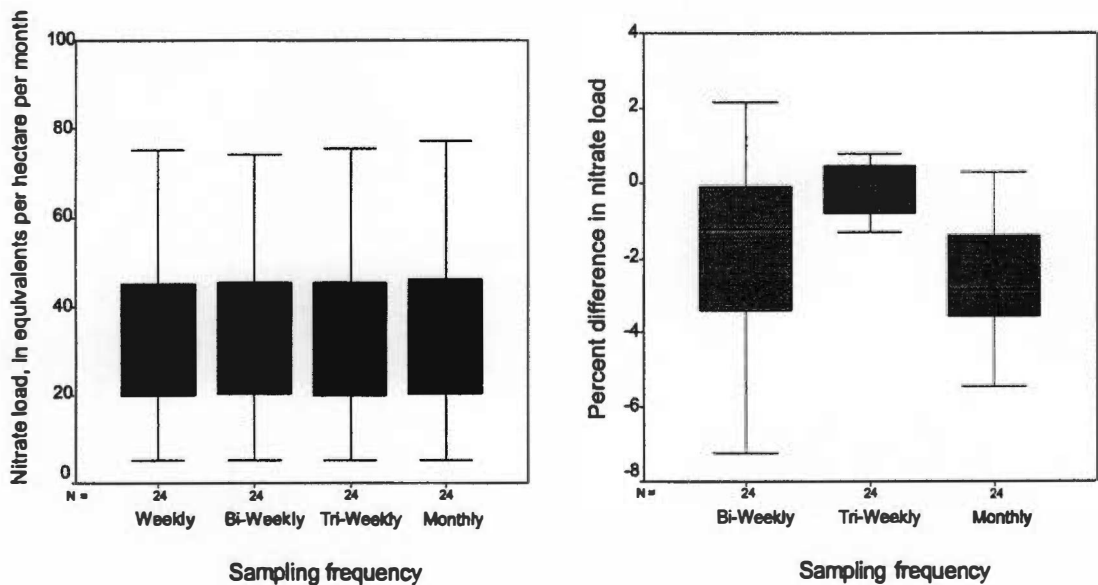 Nitrate load, in equivalents per hectare per month
100
80
60
40
20
0
N = 24 24 24 24
Weekly Bi-Weekly Tri-Weekly Monthly
Sampling frequency
Percent difference in nitrate load
4
2
0
-2
-4
-6
-8
N = 24 24 24
Bi-Weekly Tri-Weekly Monthly
Sampling frequency